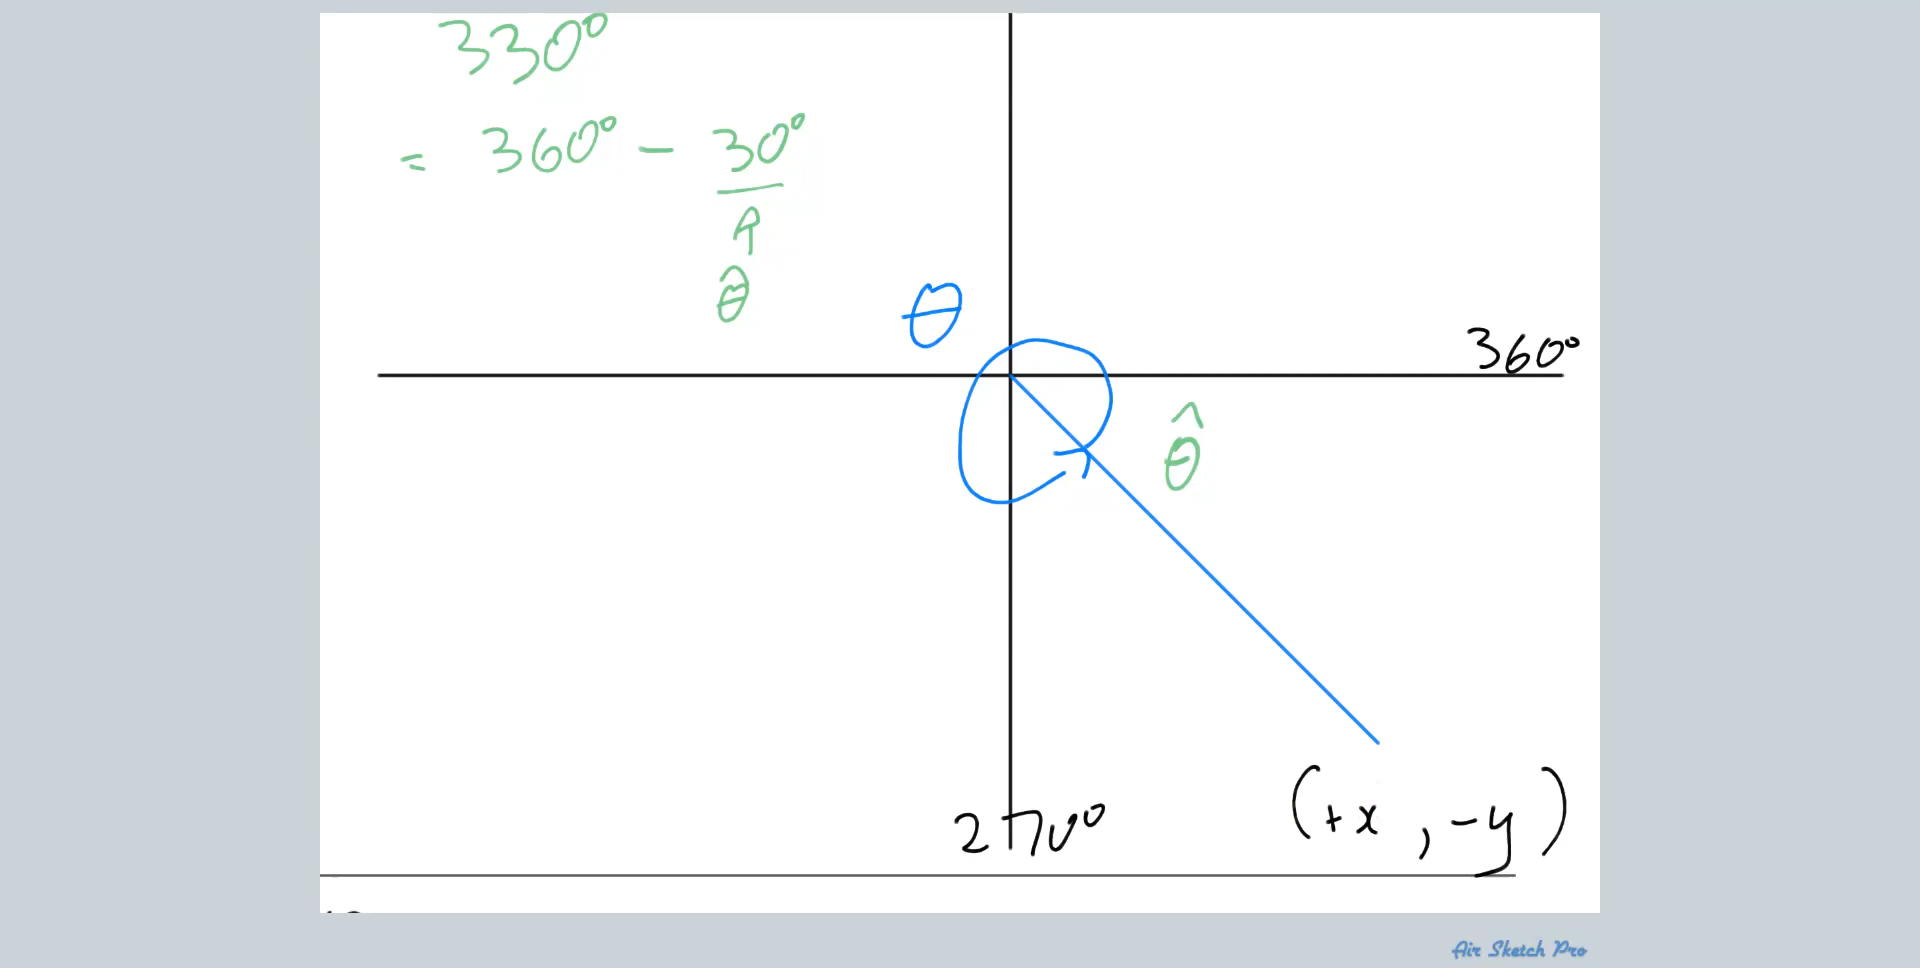 330°
= 360° - 30°
θ̂
θ
360°
θ̂
270°
(+x, -y)
Air Sketch Pro